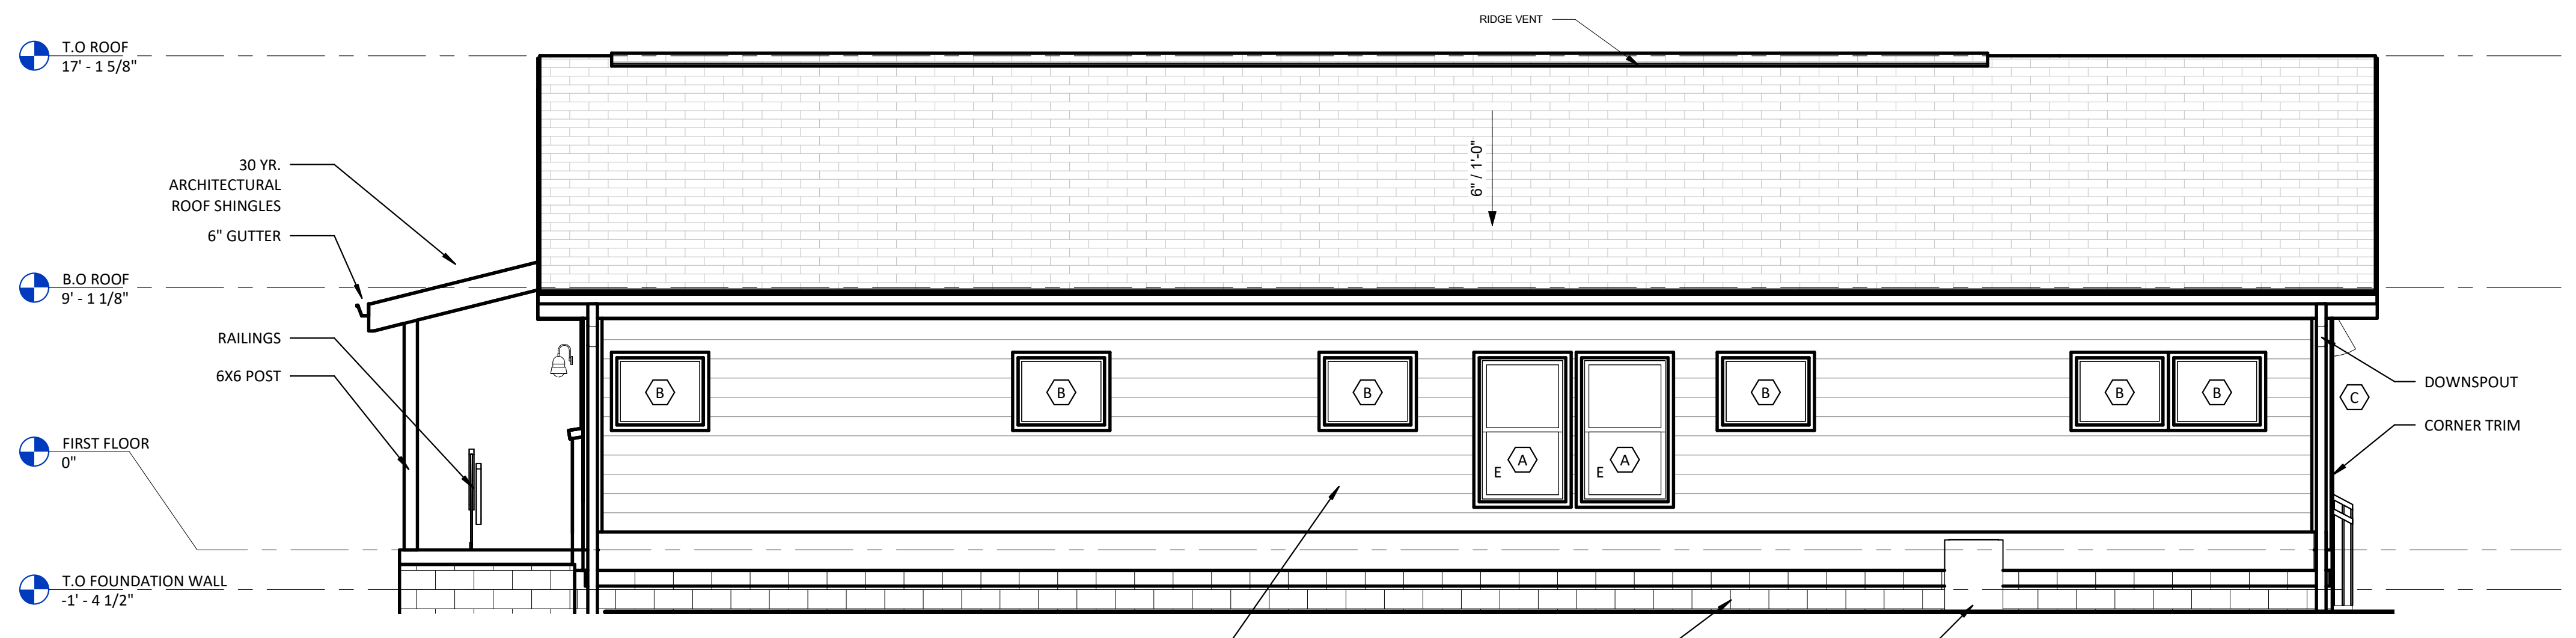 RIDGE VENT
T.O ROOF
17' - 1 5/8"
30 YR.
ARCHITECTURAL
ROOF SHINGLES
6" / 1'-0"
6" GUTTER
B.O ROOF
9' - 1 1/8"
RAILINGS
6X6 POST
B
B
B
B
B
B
DOWNSPOUT
C
CORNER TRIM
FIRST FLOOR
0"
E
A
E
A
T.O FOUNDATION WALL
-1' - 4 1/2"